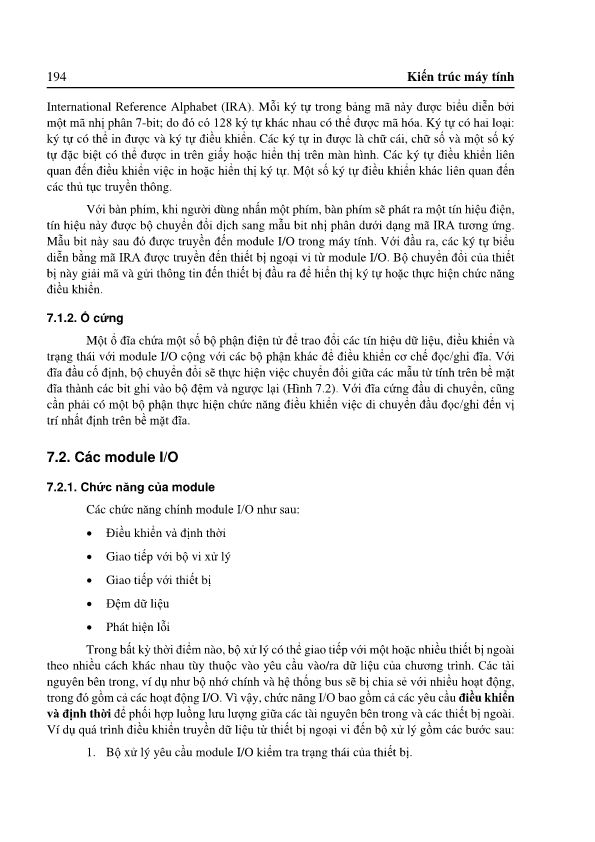 194 Kiến trúc máy tính
International Reference Alphabet (IRA). Mỗi ký tự trong bảng mã này được biểu diễn bởi
một mã nhị phân 7-bit; do đó có 128 ký tự khác nhau có thể được mã hóa. Ký tự có hai loại:
ký tự có thể in được và ký tự điều khiển. Các ký tự in được là chữ cái, chữ số và một số ký
tự đặc biệt có thể được in trên giấy hoặc hiển thị trên màn hình. Các ký tự điều khiển liên
quan đến điều khiển việc in hoặc hiển thị ký tự. Một số ký tự điều khiển khác liên quan đến
các thủ tục truyền thông.
Với bàn phím, khi người dùng nhấn một phím, bàn phím sẽ phát ra một tín hiệu điện,
tín hiệu này được bộ chuyển đổi dịch sang mẫu bit nhị phân dưới dạng mã IRA tương ứng.
Mẫu bit này sau đó được truyền đến module I/O trong máy tính. Với đầu ra, các ký tự biểu
diễn bằng mã IRA được truyền đến thiết bị ngoại vi từ module I/O. Bộ chuyển đổi của thiết
bị này giải mã và gửi thông tin đến thiết bị đầu ra để hiển thị ký tự hoặc thực hiện chức năng
điều khiển.
7.1.2. Ổ cứng
Một ổ đĩa chứa một số bộ phận điện tử để trao đổi các tín hiệu dữ liệu, điều khiển và
trạng thái với module I/O cộng với các bộ phận khác để điều khiển cơ chế đọc/ghi đĩa. Với
đĩa đầu cố định, bộ chuyển đổi sẽ thực hiện việc chuyển đổi giữa các mẫu từ tính trên bề mặt
đĩa thành các bit ghi vào bộ đệm và ngược lại (Hình 7.2). Với đĩa cứng đầu di chuyển, cũng
cần phải có một bộ phận thực hiện chức năng điều khiển việc di chuyển đầu đọc/ghi đến vị
trí nhất định trên bề mặt đĩa.
7.2. Các module I/O
7.2.1. Chức năng của module
Các chức năng chính module I/O như sau:
• Điều khiển và định thời
• Giao tiếp với bộ vi xử lý
• Giao tiếp với thiết bị
• Đệm dữ liệu
• Phát hiện lỗi
Trong bất kỳ thời điểm nào, bộ xử lý có thể giao tiếp với một hoặc nhiều thiết bị ngoài
theo nhiều cách khác nhau tùy thuộc vào yêu cầu vào/ra dữ liệu của chương trình. Các tài
nguyên bên trong, ví dụ như bộ nhớ chính và hệ thống bus sẽ bị chia sẻ với nhiều hoạt động,
trong đó gồm cả các hoạt động I/O. Vì vậy, chức năng I/O bao gồm cả các yêu cầu điều khiển
và định thời để phối hợp luồng lưu lượng giữa các tài nguyên bên trong và các thiết bị ngoài.
Ví dụ quá trình điều khiển truyền dữ liệu từ thiết bị ngoại vi đến bộ xử lý gồm các bước sau:
1. Bộ xử lý yêu cầu module I/O kiểm tra trạng thái của thiết bị.